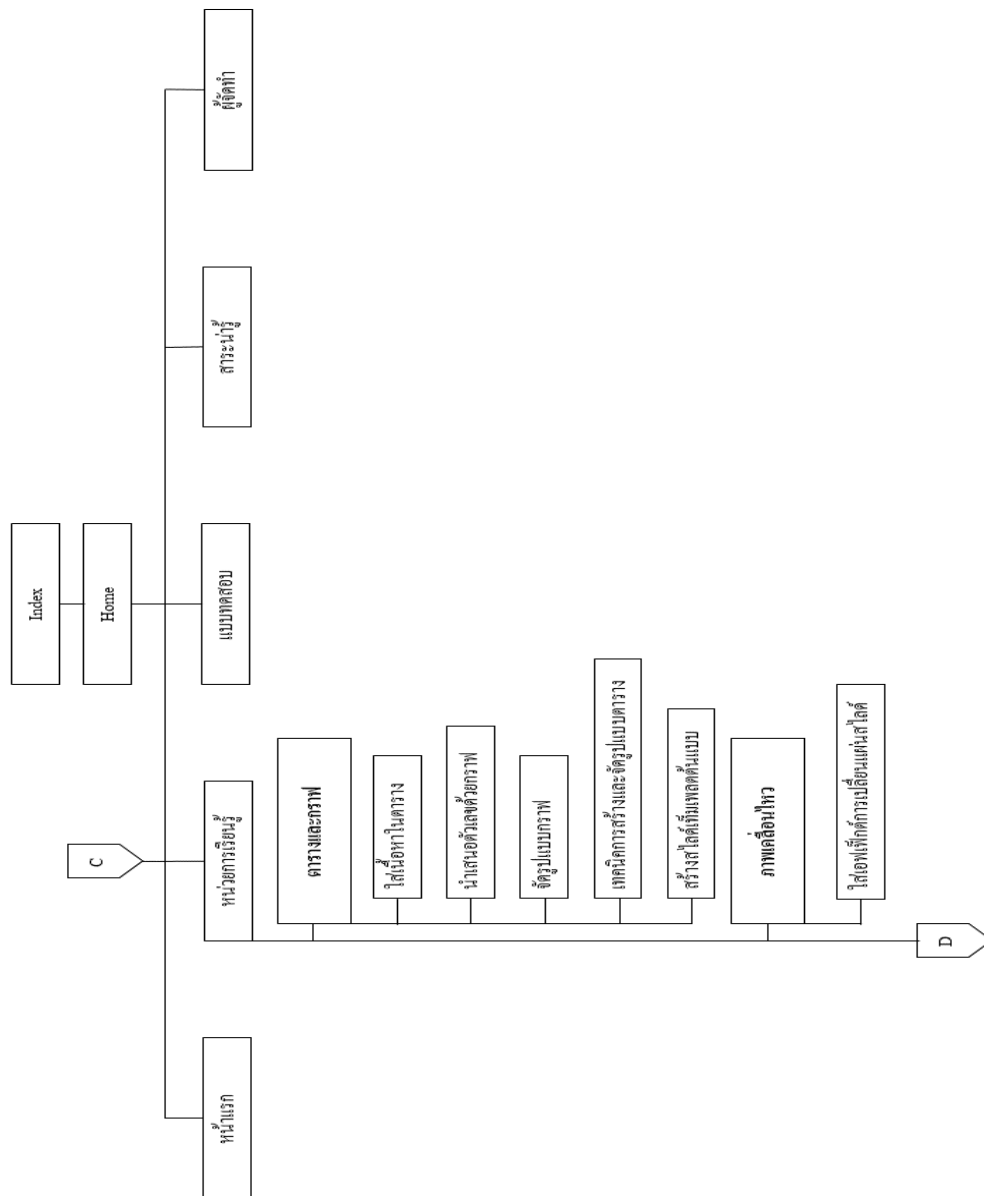 Index
Home
C
หน้าแรก
หน่วยการเรียนรู้
แบบทดสอบ
สาระน่ารู้
ผู้จัดทำ
ตารางและกราฟ
ใส่เนื้อหาในตาราง
นำเสนอตัวเลขด้วยกราฟ
จัดรูปแบบกราฟ
เทคนิคการสร้างและจัดรูปแบบตาราง
สร้างสไลด์เท็มเพลตต้นแบบ
ภาพเคลื่อนไหว
ใส่เอฟเฟ็กต์การเปลี่ยนแผ่นสไลด์
D